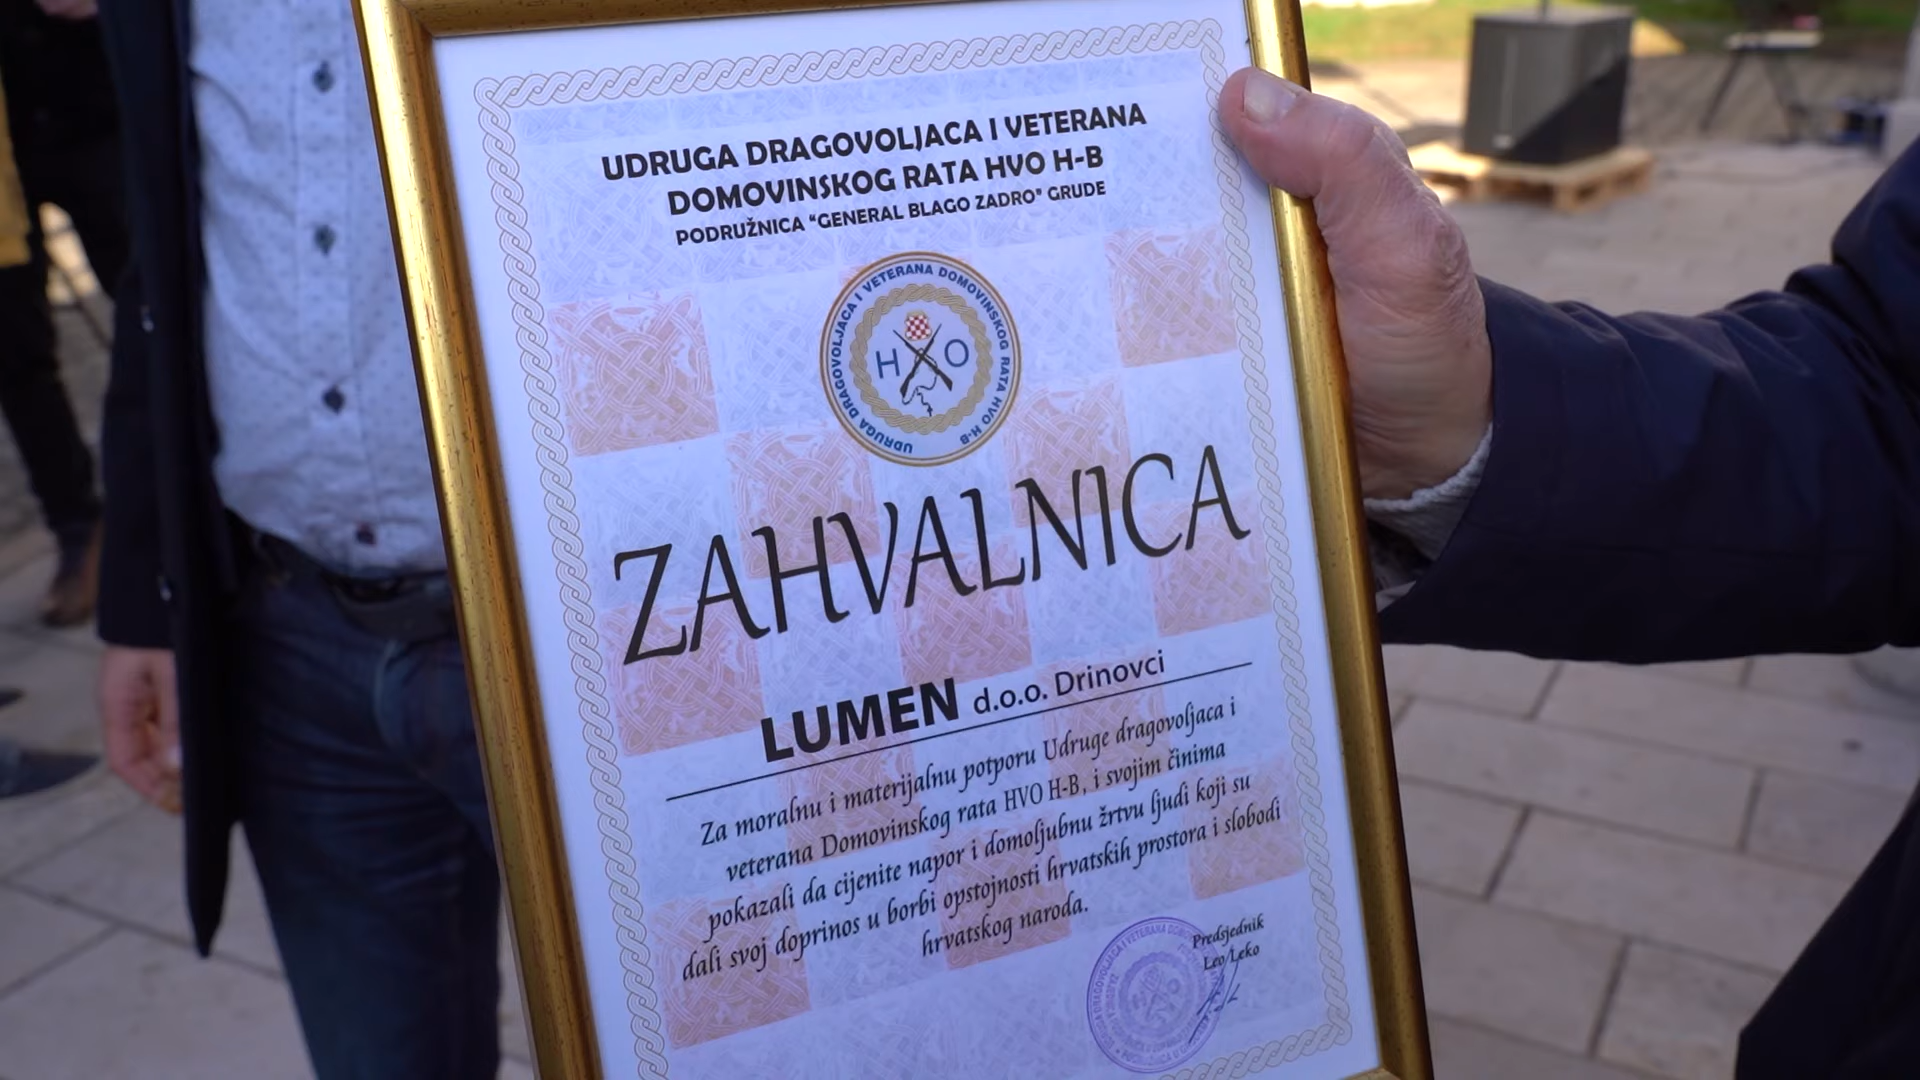 UDRUGA DRAGOVOLJACA I VETERANA
DOMOVINSKOG RATA HVO H-B
PODRUŽNICA "GENERAL BLAGO ZADRO" GRUDE
UDRUGA DRAGOVOLJACA I VETERANA DOMOVINSKOG RATA HVO H-B
H O
ZAHVALNICA
LUMEN d.o.o. Drinovci
Za moralnu i materijalnu potporu Udruge dragovoljaca i
veterana Domovinskog rata HVO H-B, i svojim činima
pokazali da cijenite napor i domoljubnu žrtvu ljudi koji su
dali svoj doprinos u borbi opstojnosti hrvatskih prostora i slobodi
hrvatskog naroda.
Predsjednik
Leo Leko